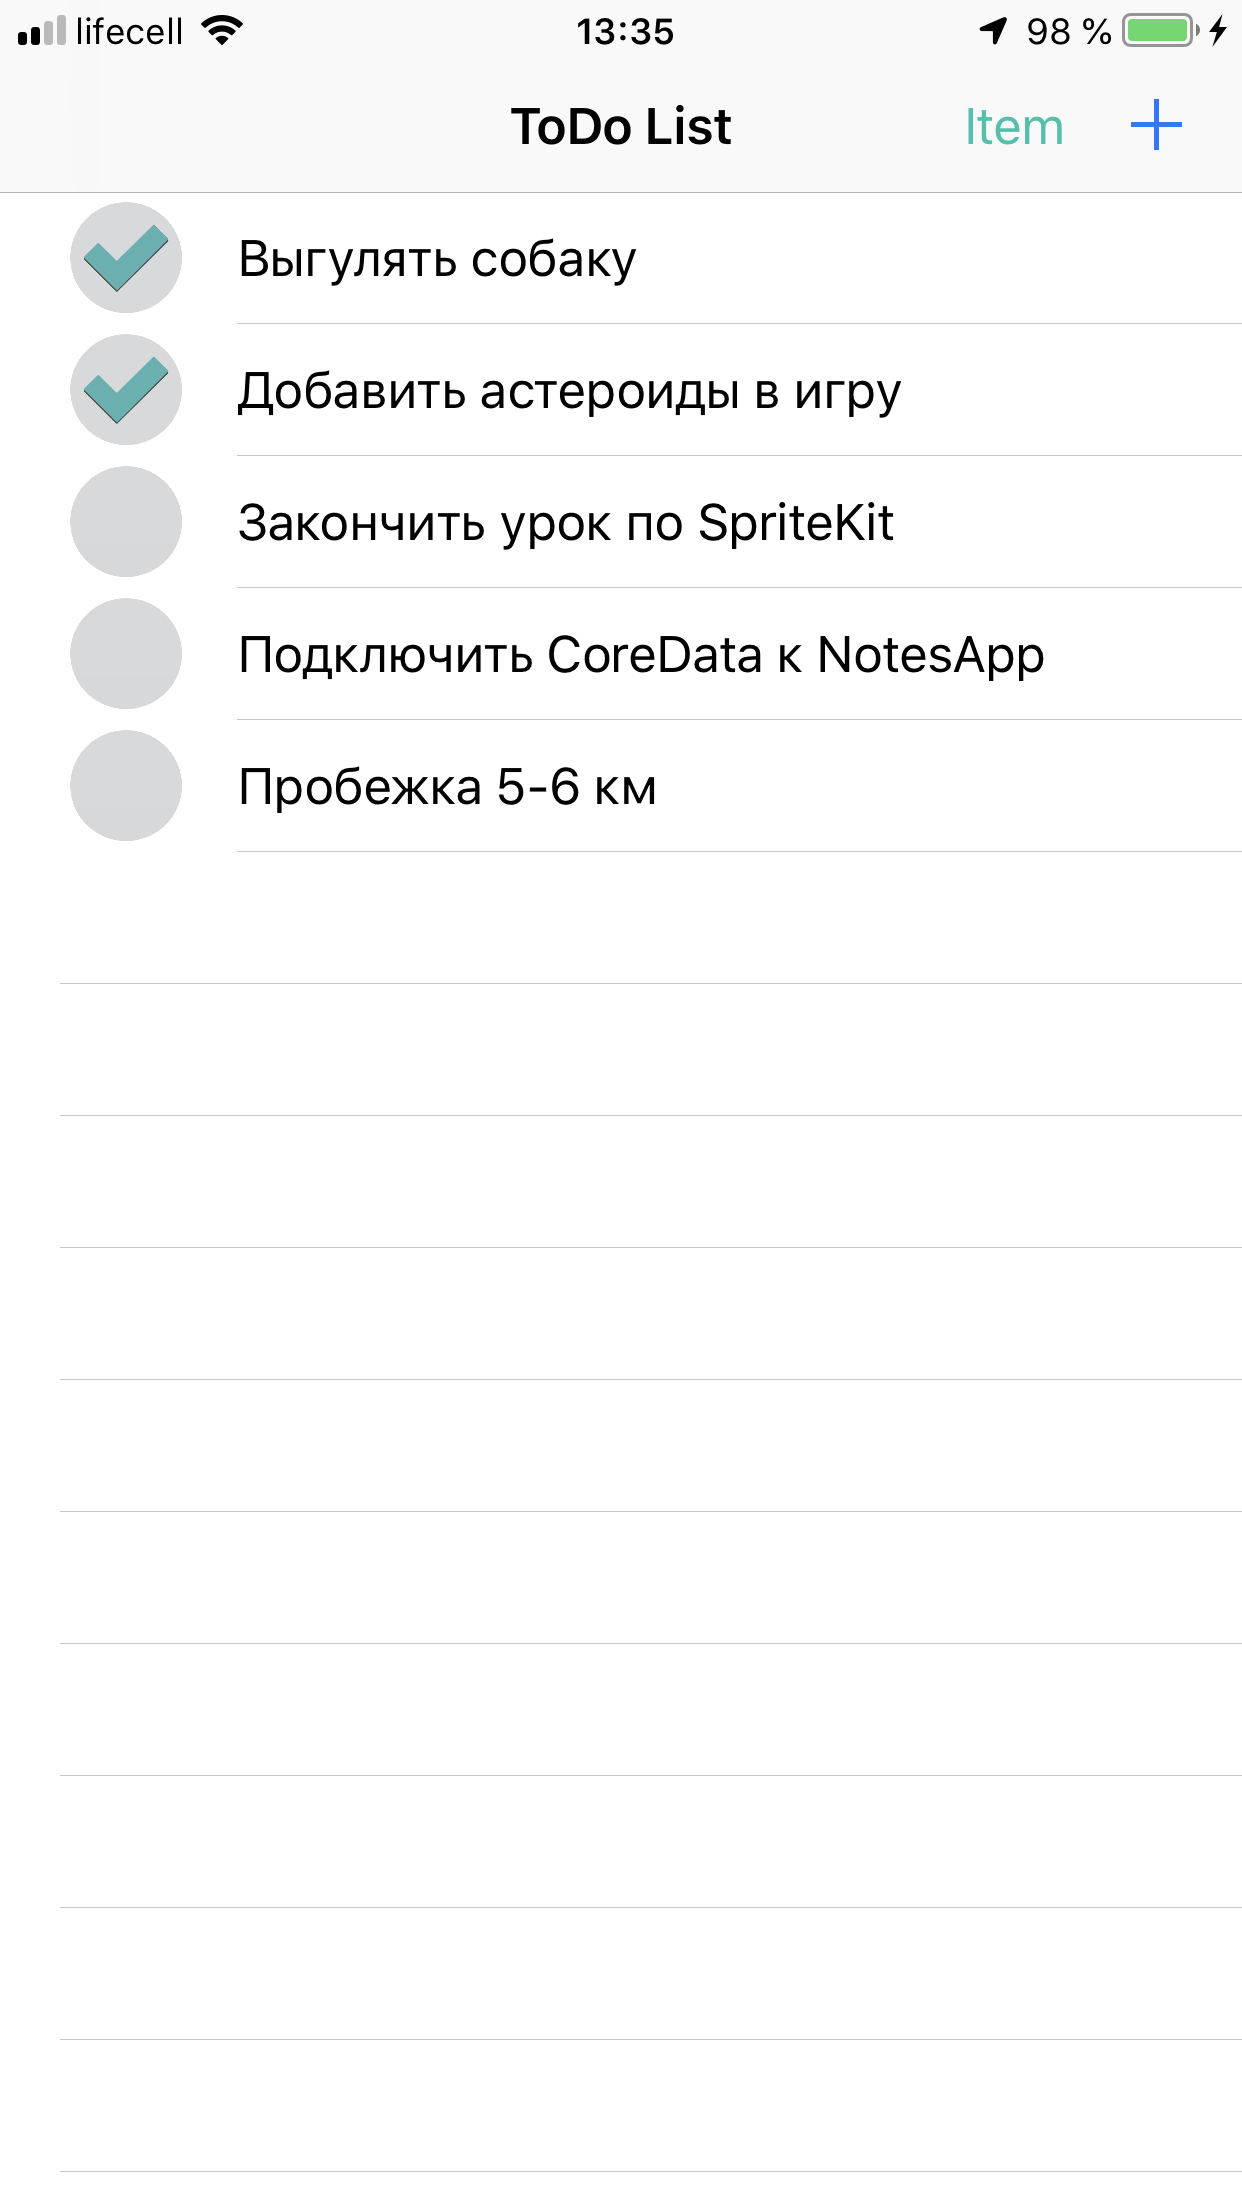 lifecell 13:35 98 %
ToDo List Item
Выгулять собаку
Добавить астероиды в игру
Закончить урок по SpriteKit
Подключить CoreData к NotesApp
Пробежка 5-6 км